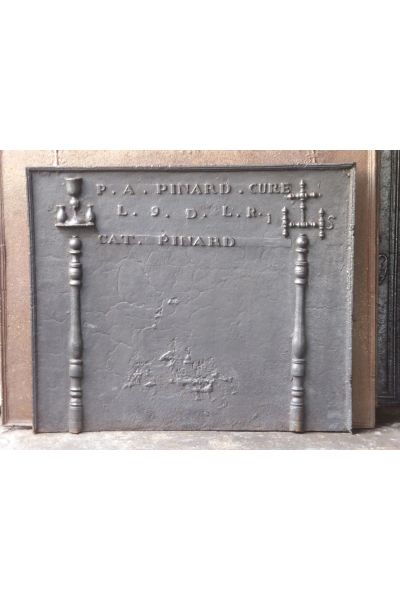 P. A. PINARD. CURE
L. 9. D. L. R. I S
CAT. PINARD